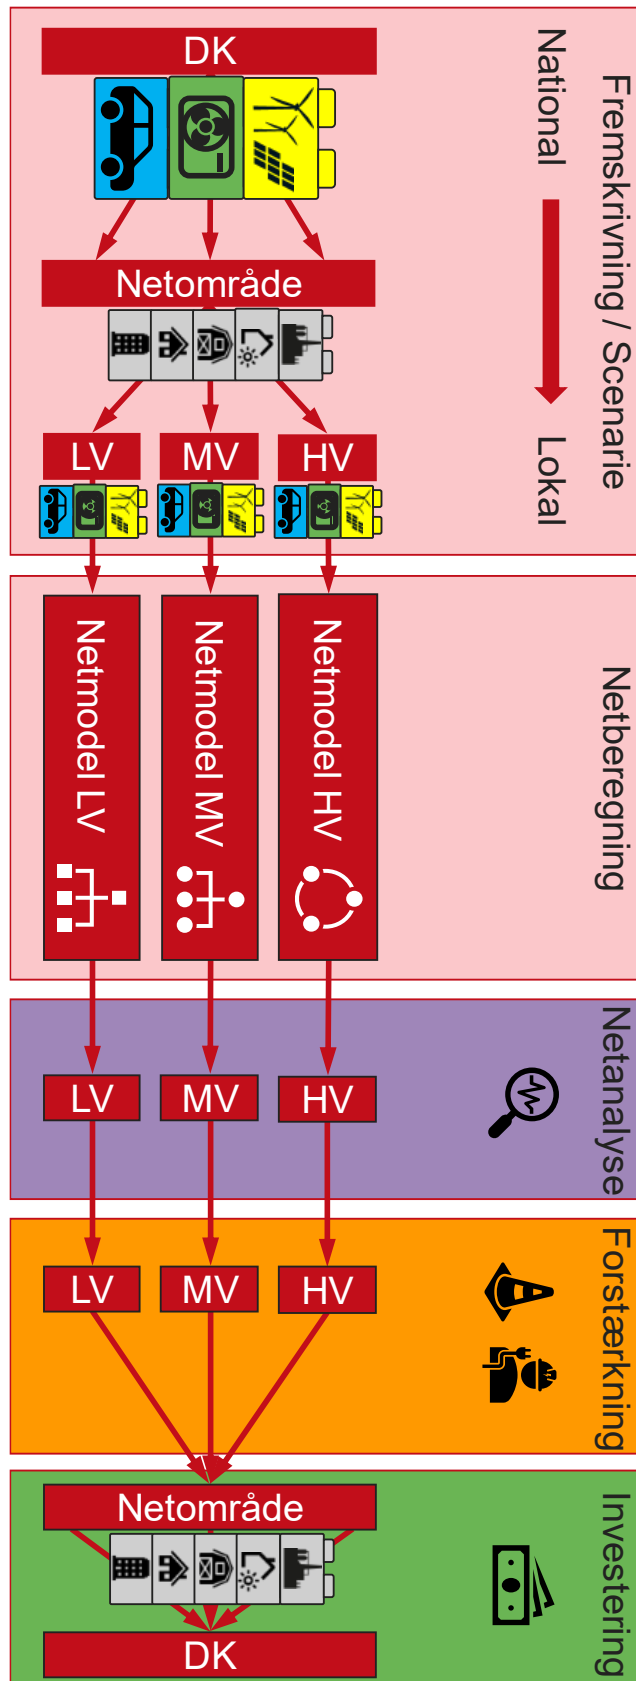 Fremskrivning / Scenarie
National
Lokal
DK
Netområde
LV
MV
HV
Netberegning
Netmodel LV
Netmodel MV
Netmodel HV
Netanalyse
LV
MV
HV
Forstærkning
LV
MV
HV
Investering
Netområde
DK